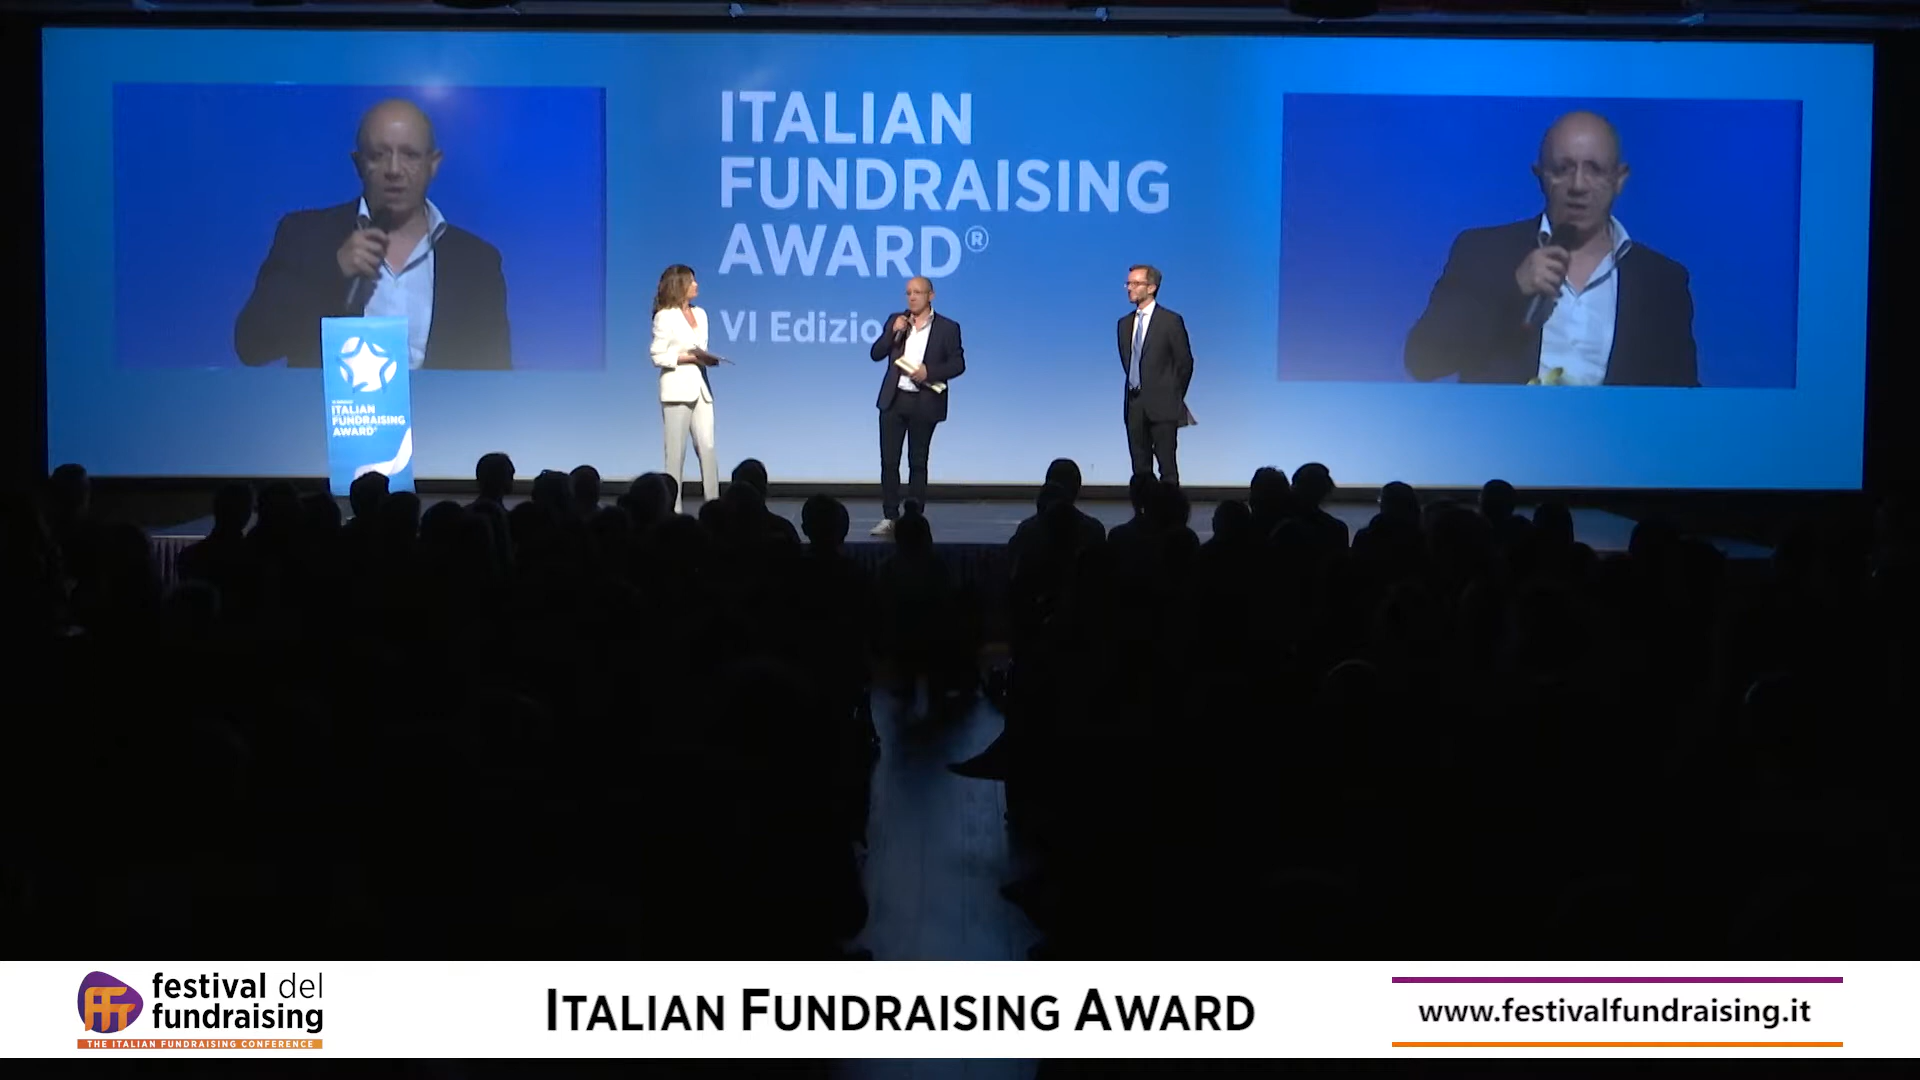 ITALIAN
FUNDRAISING
AWARD®
VI Edizio
ITALIAN
FUNDRAISING
AWARD®
festival del
fundraising
THE ITALIAN FUNDRAISING CONFERENCE
ITALIAN FUNDRAISING AWARD
www.festivalfundraising.it